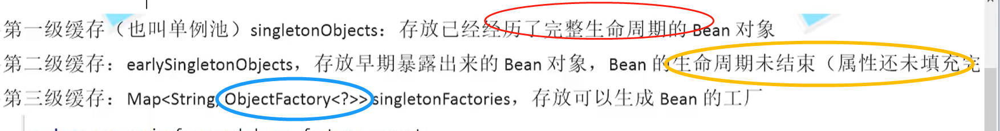 第一级缓存（也叫单例池）singletonObjects：存放已经经历了完整生命周期的 Bean 对象
第二级缓存：earlySingletonObjects，存放早期暴露出来的 Bean 对象，Bean 的生命周期未结束（属性还未填充完
第三级缓存：Map<String, ObjectFactory<?>> singletonFactories，存放可以生成 Bean 的工厂